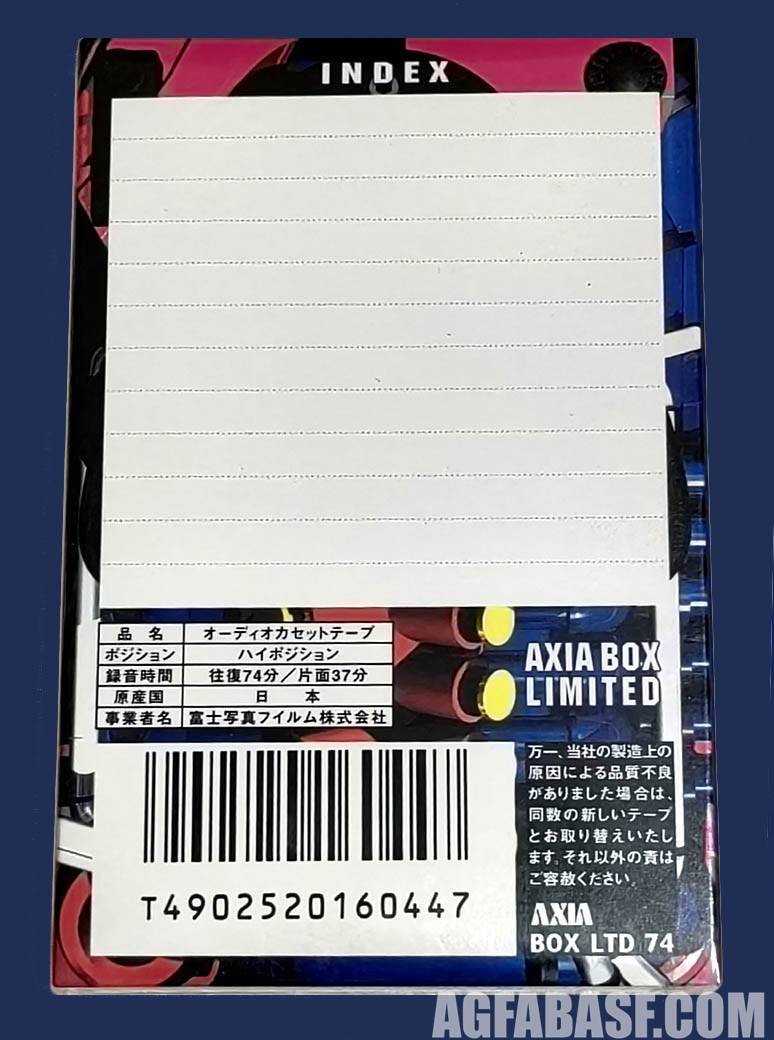 INDEX
品名 オーディオカセットテープ
ポジション ハイポジション
録音時間 往復74分/片面37分
原産国 日本
事業者名 富士写真フイルム株式会社
AXIA BOX
LIMITED
万一、当社の製造上の
原因による品質不良
がありました場合は、
同数の新しいテープ
とお取り替えいたし
ます。それ以外の責は
ご容赦ください。
T4902520160447
AXIA
BOX LTD 74
AGFABASF.COM